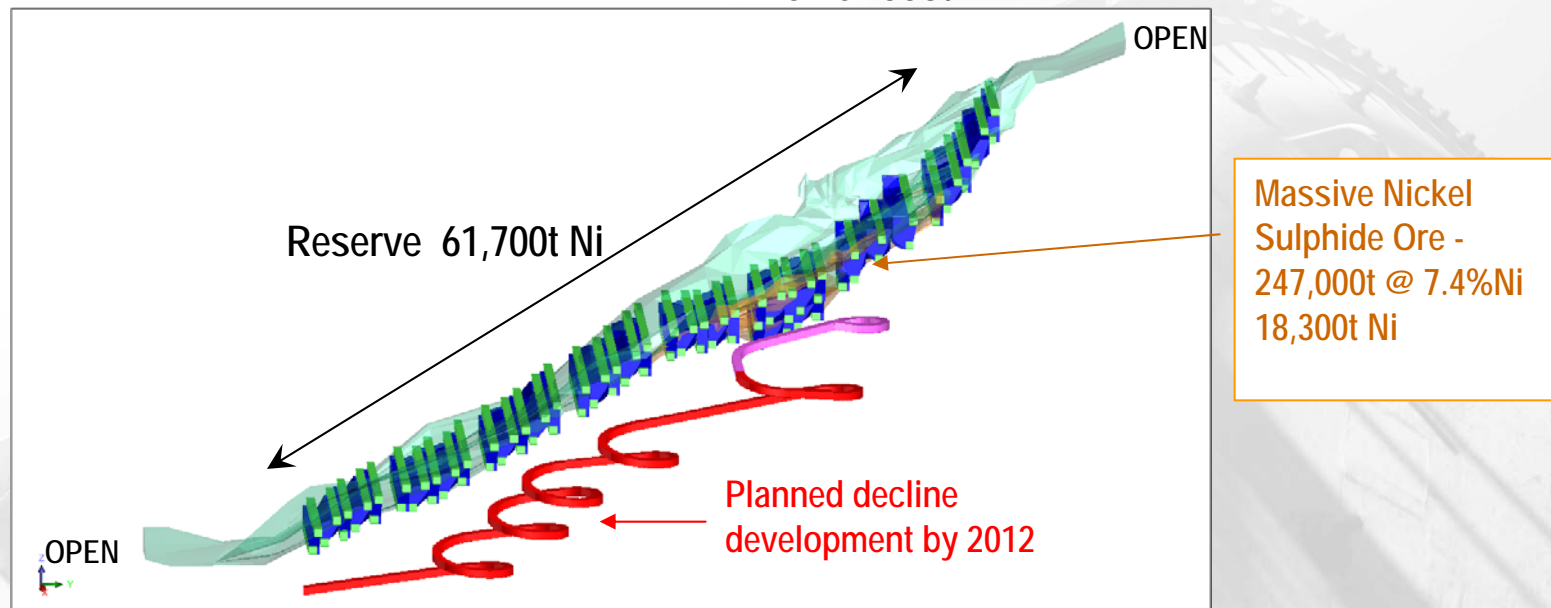 OPEN
Reserve 61,700t Ni
Massive Nickel
Sulphide Ore -
247,000t @ 7.4%Ni
18,300t Ni
Planned decline
development by 2012
OPEN
Z
Y
X